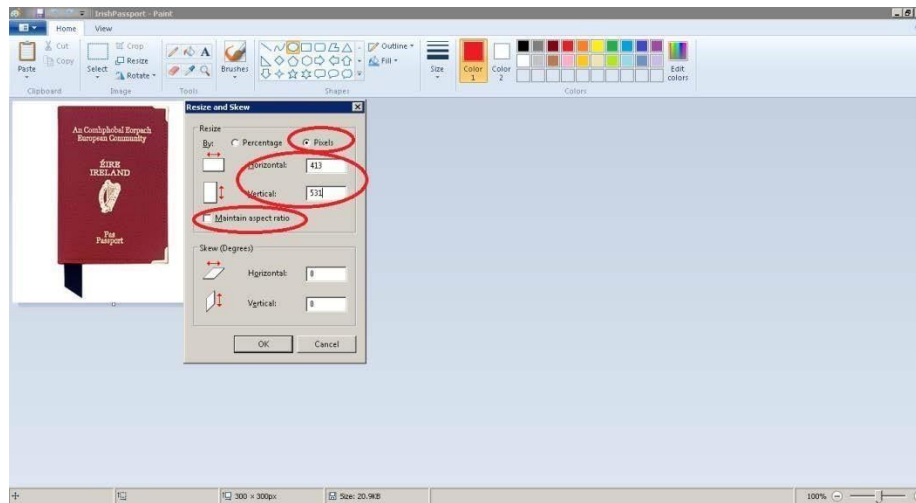 IrishPassport - Paint
Home View
Paste
Cut
Copy
Clipboard
Select
Crop
Resize
Rotate
Image
A
Tools
Brushes
Shapes
Outline
Fill
Size
Color 1
Color 2
Colors
Edit colors
Resize and Skew
Resize
By: Percentage Pixels
Horizontal: 413
Vertical: 531
Maintain aspect ratio
Skew (Degrees)
Horizontal: 0
Vertical: 0
OK Cancel
An Comhphobal Eorpach
European Community
ÉIRE
IRELAND
Pas
Passport
300 × 300px
Size: 20.9KB
100%